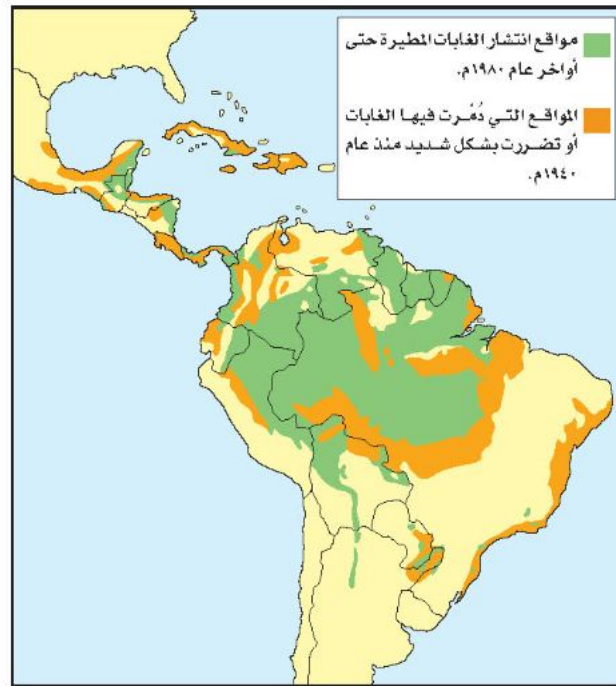 مواقع انتشار الغابات المطيرة حتى
أواخر عام ١٩٨٠م.
المواقع التي دُمِّرت فيها الغابات
أو تضررت بشكل شديد منذ عام
١٩٤٠م.